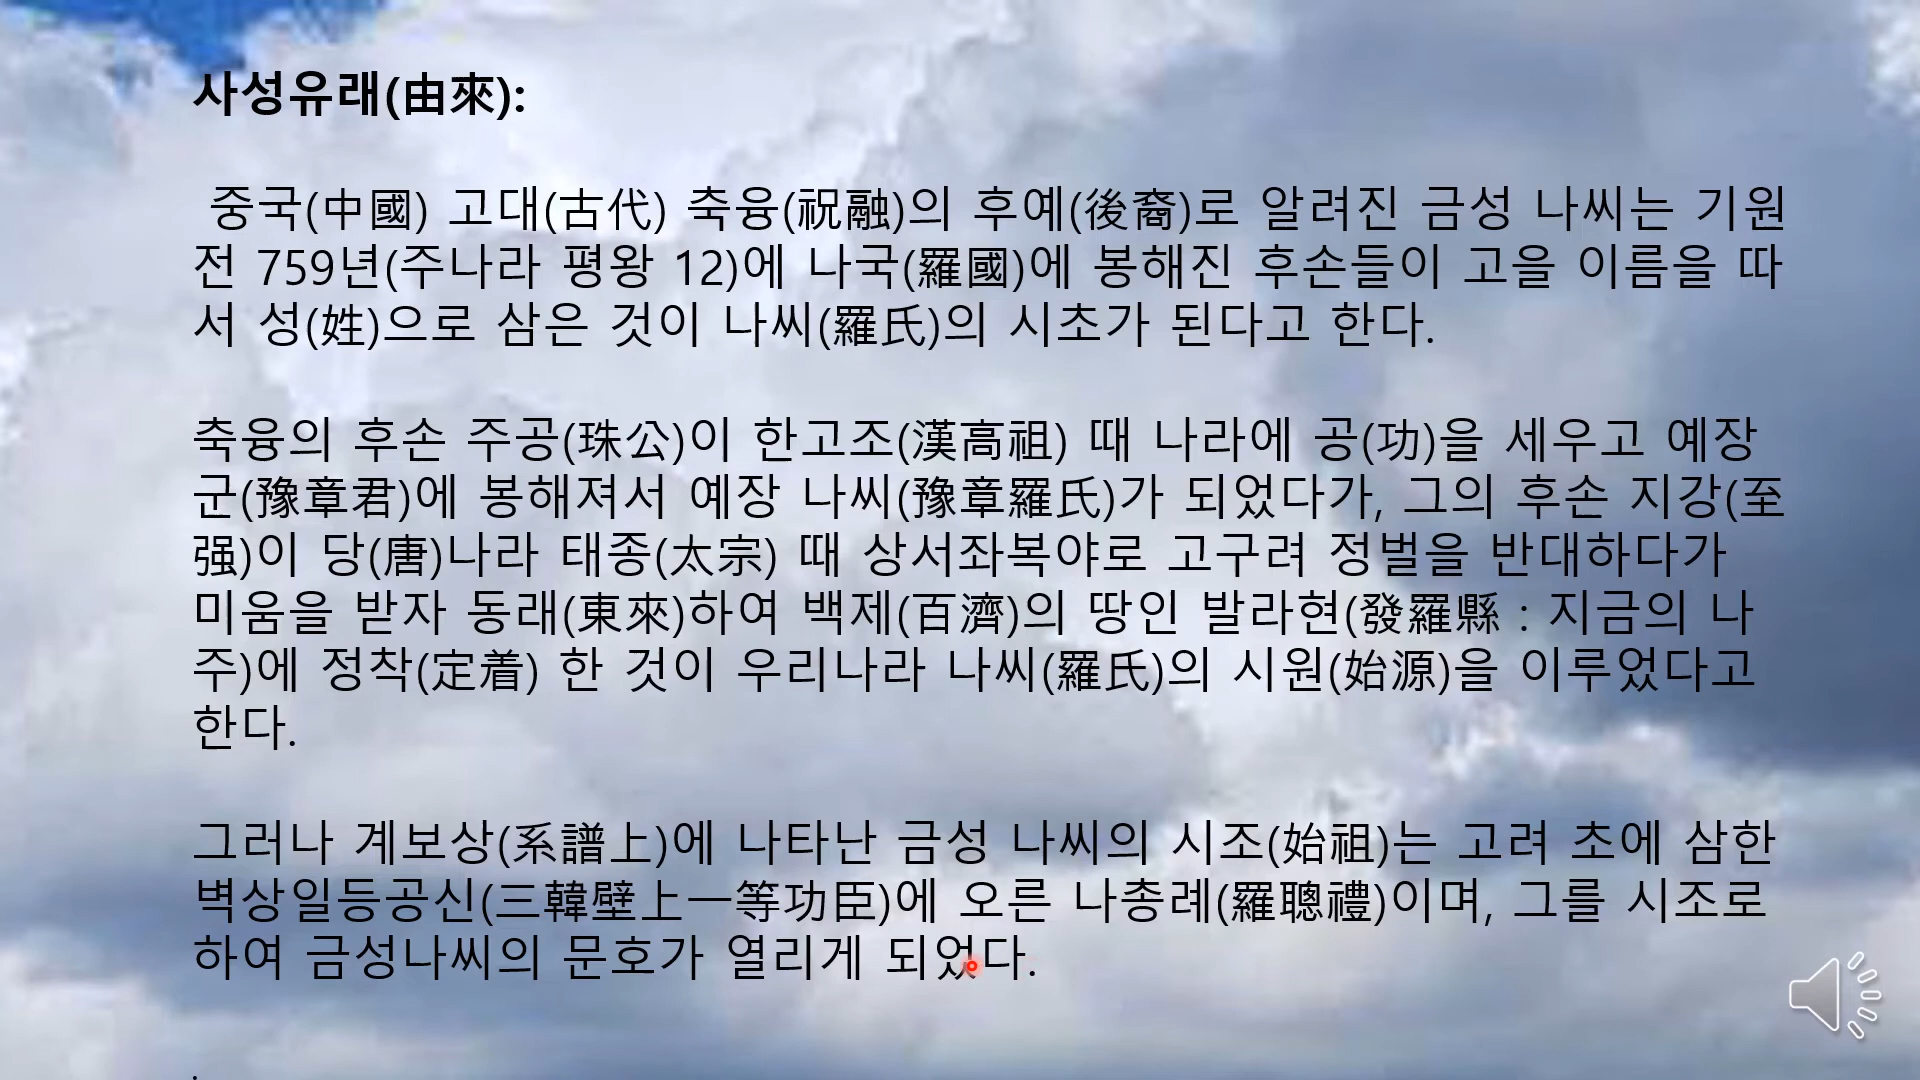 사성유래(由來):
중국(中國) 고대(古代) 축융(祝融)의 후예(後裔)로 알려진 금성 나씨는 기원
전 759년(주나라 평왕 12)에 나국(羅國)에 봉해진 후손들이 고을 이름을 따
서 성(姓)으로 삼은 것이 나씨(羅氏)의 시초가 된다고 한다.
축융의 후손 주공(珠公)이 한고조(漢高祖) 때 나라에 공(功)을 세우고 예장
군(豫章君)에 봉해져서 예장 나씨(豫章羅氏)가 되었다가, 그의 후손 지강(至
强)이 당(唐)나라 태종(太宗) 때 상서좌복야로 고구려 정벌을 반대하다가
미움을 받자 동래(東來)하여 백제(百濟)의 땅인 발라현(發羅縣 : 지금의 나
주)에 정착(定着) 한 것이 우리나라 나씨(羅氏)의 시원(始源)을 이루었다고
한다.
그러나 계보상(系譜上)에 나타난 금성 나씨의 시조(始祖)는 고려 초에 삼한
벽상일등공신(三韓壁上一等功臣)에 오른 나총례(羅聰禮)이며, 그를 시조로
하여 금성나씨의 문호가 열리게 되었다.
.